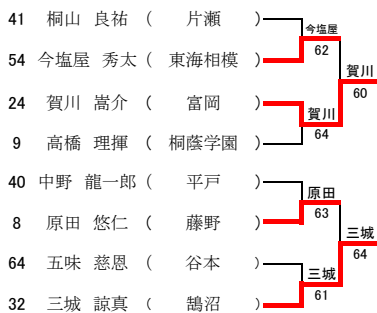 41 桐山 良祐 ( 片瀬 )
今塩屋
54 今塩屋 秀太 ( 東海相模 )
62
賀川
60
24 賀川 嵩介 ( 富岡 )
賀川
64
9 高橋 理揮 ( 桐蔭学園 )
40 中野 龍一郎 ( 平戸 )
原田
63
8 原田 悠仁 ( 藤野 )
三城
64
64 五味 慈恩 ( 谷本 )
三城
61
32 三城 諒真 ( 鵠沼 )